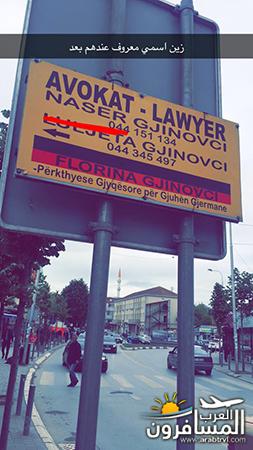 زين اسمي معروف عندهم بعد
AVOKAT - LAWYER
NASER GJINOVCI
044 151 134
LULJETA GJINOVCI
044 345 497
FLORINA GJINOVCI
-Përkthyese Gjyqësore për Gjuhën Gjermane
العرب
المسافرون
www.arabtrvl.com